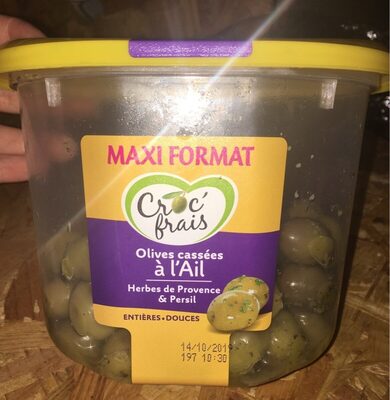 MAXI FORMAT
Croc'
frais
Olives cassées
à l'Ail
Herbes de Provence
& Persil
ENTIÈRES • DOUCES
14/10/2019
197 10:30